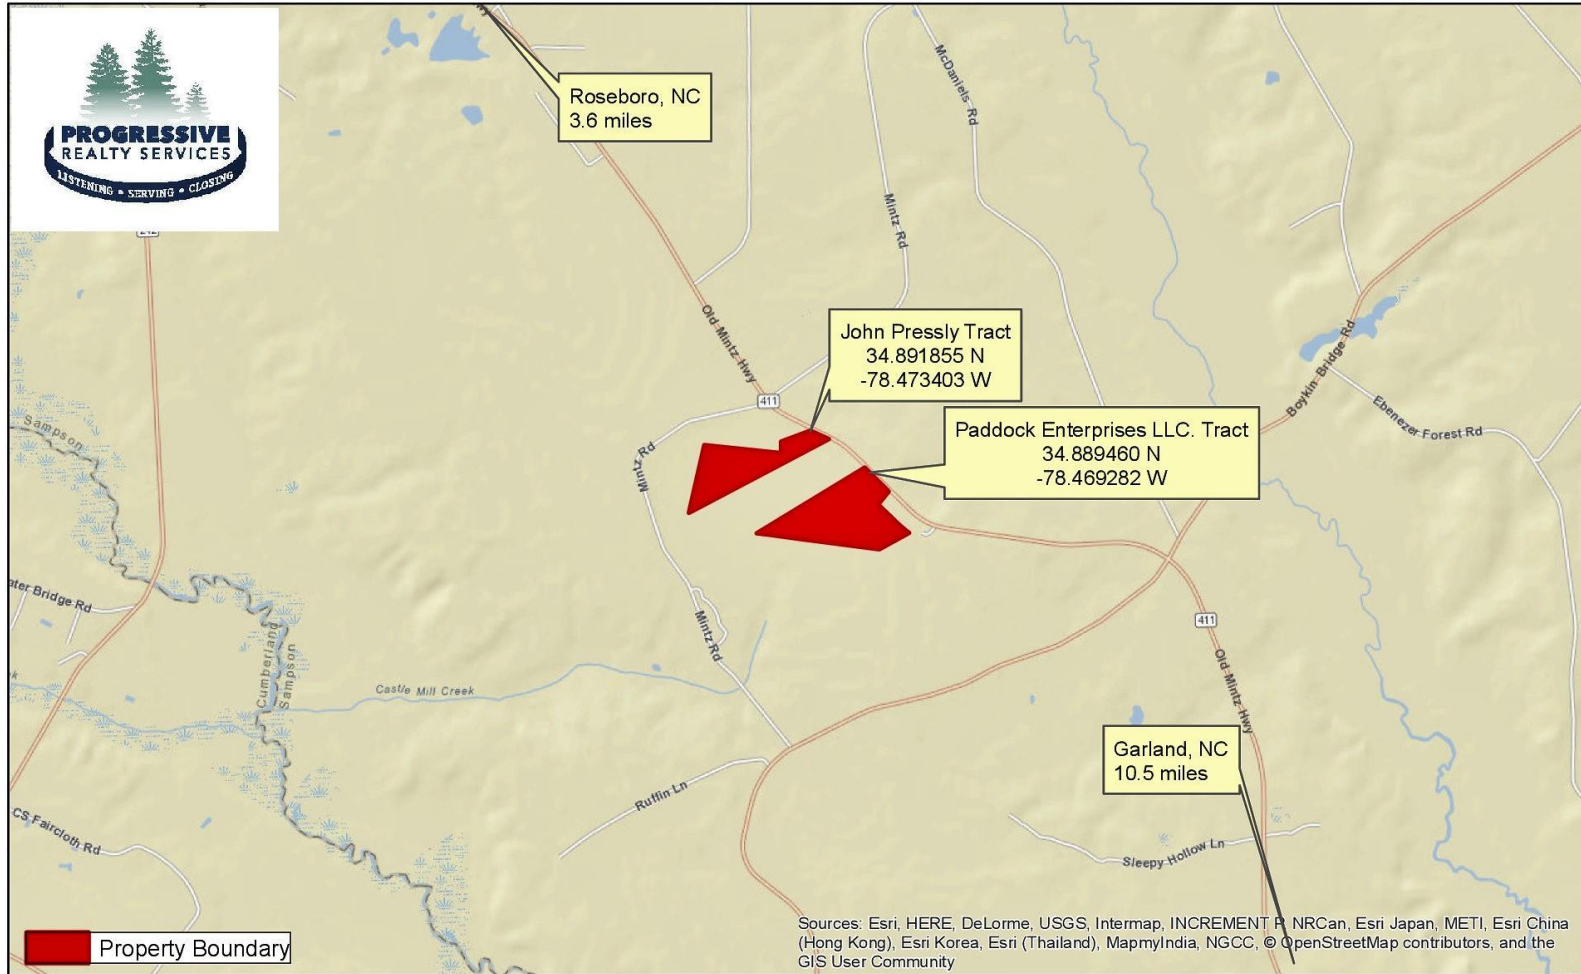 PROGRESSIVE
REALTY SERVICES
LISTENING • SERVING • CLOSING
Roseboro, NC
3.6 miles
McDaniels Rd
Mintz Rd
242
Old Mintz Hwy
John Pressly Tract
34.891855 N
-78.473403 W
411
Boykin Bridge Rd
Ebenezer Forest Rd
Paddock Enterprises LLC. Tract
34.889460 N
-78.469282 W
Sampson
Mintz Rd
ater Bridge Rd
Mintz Rd
411
Cumberland
Sampson
Castle Mill Creek
Old Mintz Hwy
Garland, NC
10.5 miles
Ruffin Ln
CS Faircloth Rd
Sleepy Hollow Ln
Property Boundary
Sources: Esri, HERE, DeLorme, USGS, Intermap, INCREMENT P, NRCan, Esri Japan, METI, Esri China
(Hong Kong), Esri Korea, Esri (Thailand), MapmyIndia, NGCC, © OpenStreetMap contributors, and the
GIS User Community